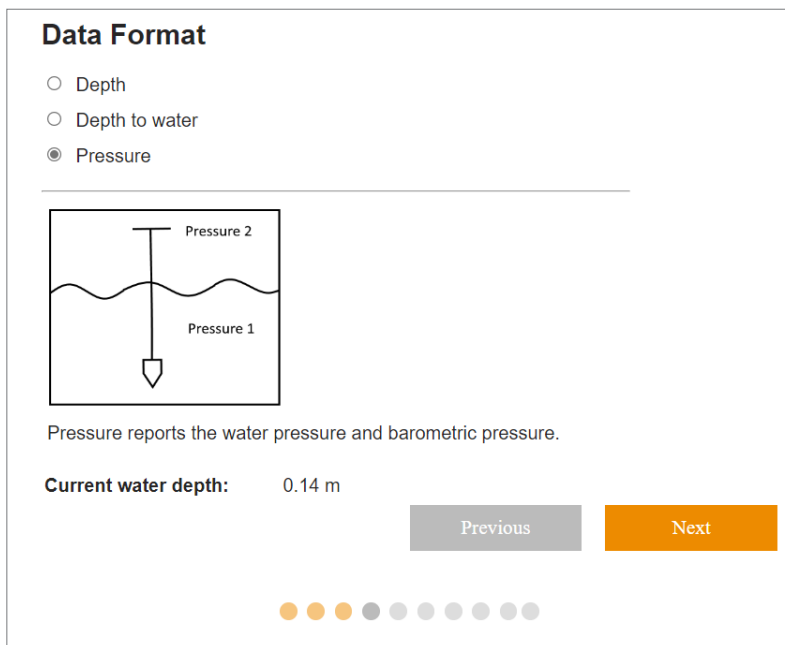 Data Format
Depth
Depth to water
Pressure
Pressure 2
Pressure 1
Pressure reports the water pressure and barometric pressure.
Current water depth: 0.14 m
Previous Next